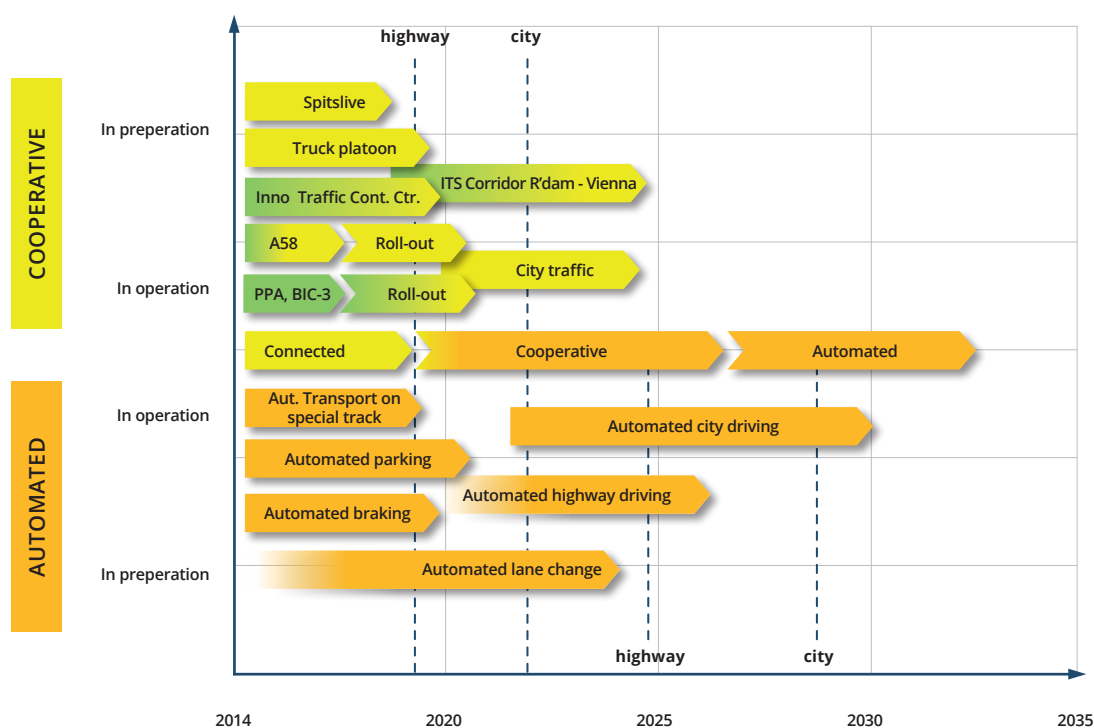 highway
city
COOPERATIVE
In preperation
Spitslive
Truck platoon
ITS Corridor R'dam - Vienna
Inno Traffic Cont. Ctr.
A58
Roll-out
City traffic
In operation
PPA, BIC-3
Roll-out
Connected
Cooperative
Automated
AUTOMATED
In operation
Aut. Transport on
special track
Automated city driving
Automated parking
Automated highway driving
Automated braking
Automated lane change
In preperation
highway
city
2014
2020
2025
2030
2035